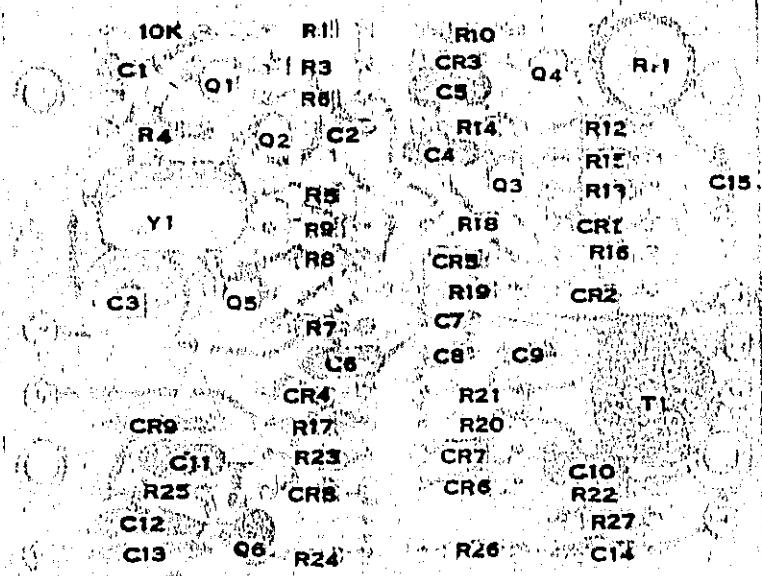 10K R1 R10
C1 Q1 R3 CR3 Q4 Rr1
R6 C5
R4 Q2 C2 R14 R12
C4 R15
R5 Q3 R13 C15
Y1 R9 R18 CR1
R8 CR5 R16
C3 Q5 R19 CR2
R7 C7
C6 C8 C9
CR4 R21 T1
CR9 R17 R20
C11 R23 CR7 C10
R25 CR8 CR6 R22
C12 R27
C13 Q6 R24 R26 C14